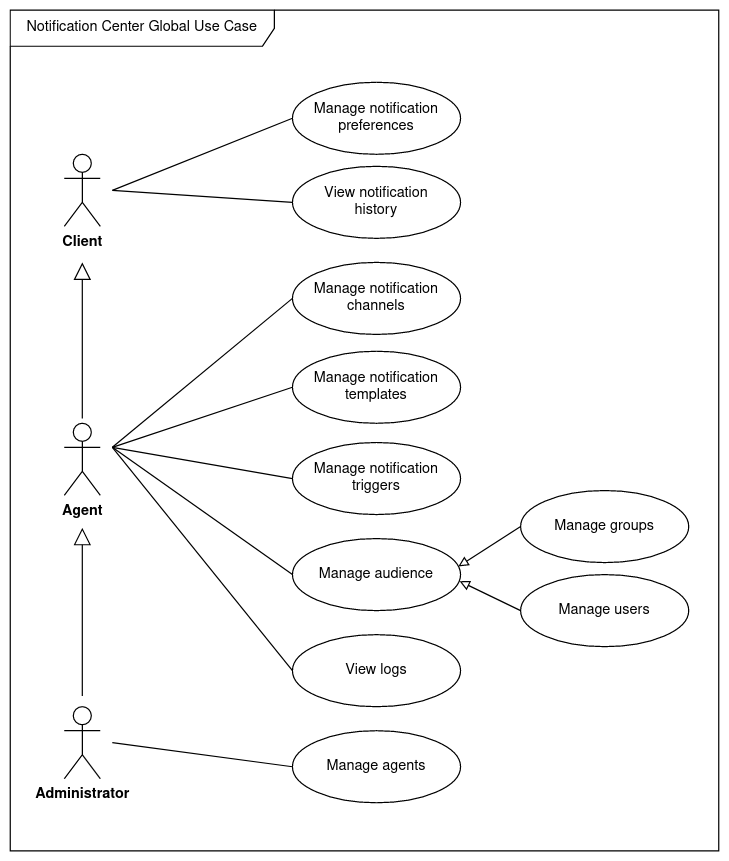 Notification Center Global Use Case
Manage notification
preferences
View notification
history
Client
Manage notification
channels
Manage notification
templates
Manage notification
triggers
Agent
Manage groups
Manage audience
Manage users
View logs
Manage agents
Administrator